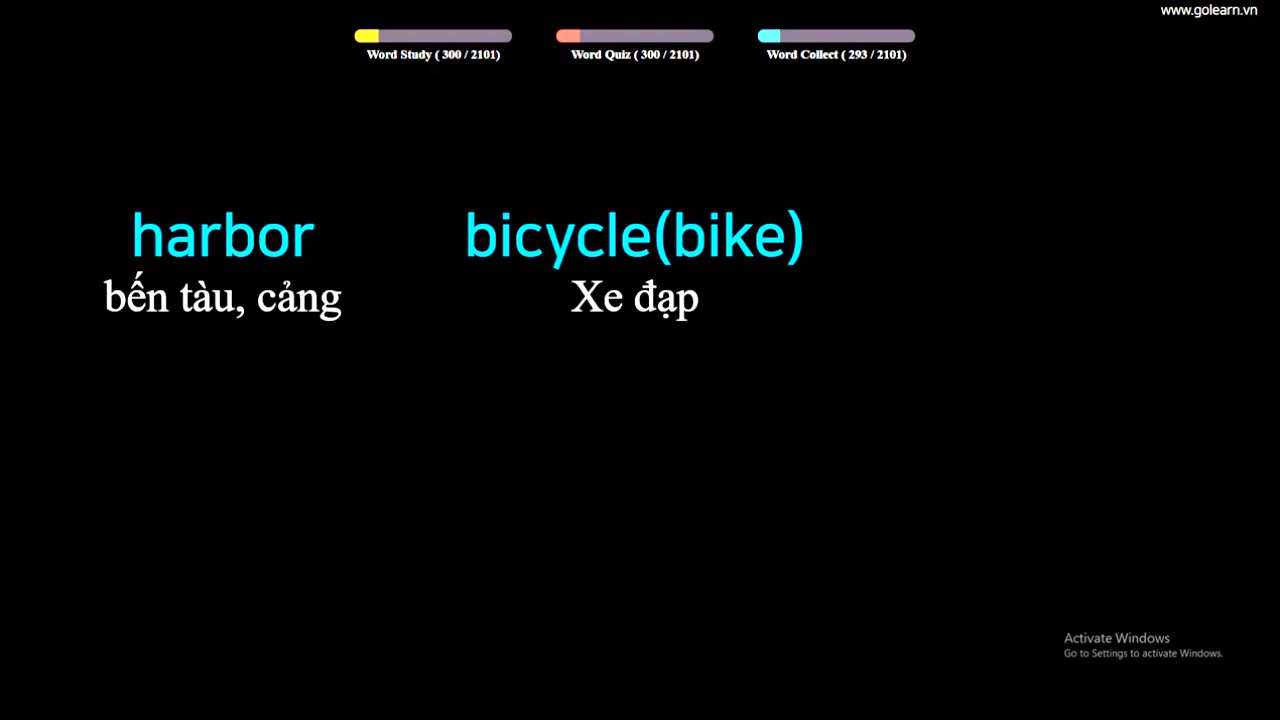 www.golearn.vn
Word Study ( 300 / 2101)
Word Quiz ( 300 / 2101)
Word Collect ( 293 / 2101)
harbor
bến tàu, cảng
bicycle(bike)
Xe đạp
Activate Windows
Go to Settings to activate Windows.